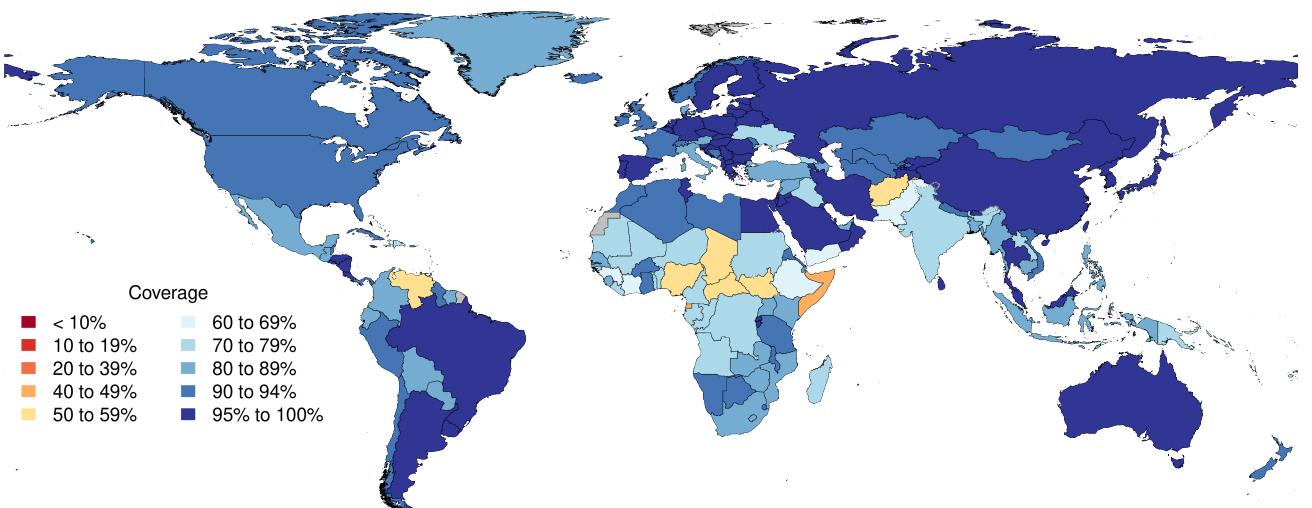 Coverage
< 10%
10 to 19%
20 to 39%
40 to 49%
50 to 59%
60 to 69%
70 to 79%
80 to 89%
90 to 94%
95% to 100%